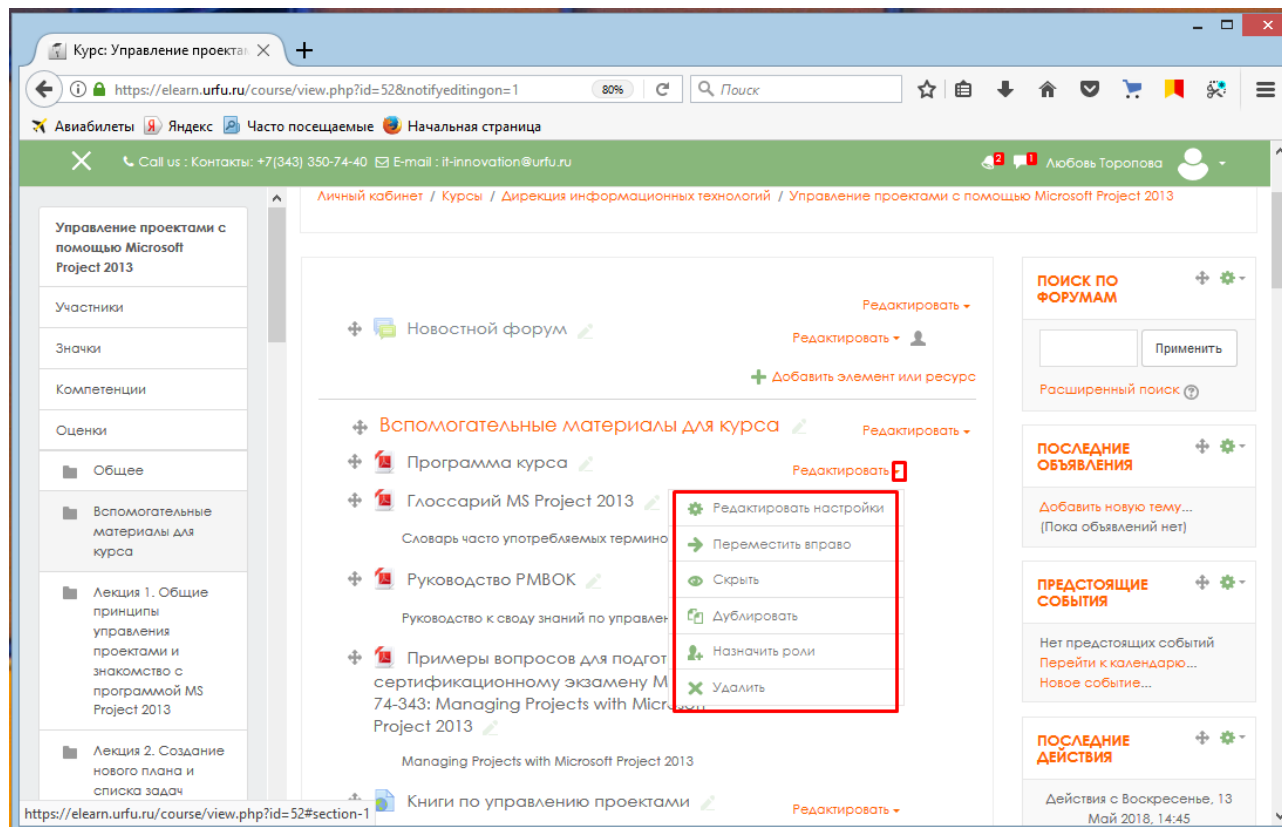 Курс: Управление проектам
https://elearn.urfu.ru/course/view.php?id=52&notifyeditingon=1
80%
Поиск
Авиабилеты
Яндекс
Часто посещаемые
Начальная страница
Call us : Контакты: +7(343) 350-74-40 E-mail : it-innovation@urfu.ru
2
1
Любовь Торопова
Личный кабинет / Курсы / Дирекция информационных технологий / Управление проектами с помощью Microsoft Project 2013
Управление проектами с
помощью Microsoft
Project 2013
Участники
Значки
Компетенции
Оценки
Общее
Вспомогательные
материалы для
курса
Лекция 1. Общие
принципы
управления
проектами и
знакомство с
программой MS
Project 2013
Лекция 2. Создание
нового плана и
списка задач
https://elearn.urfu.ru/course/view.php?id=52#section-1
Редактировать
Новостной форум
Редактировать
Добавить элемент или ресурс
Вспомогательные материалы для курса
Редактировать
Программа курса
Редактировать
Глоссарий MS Project 2013
Словарь часто употребляемых термино
Руководство PMBOK
Руководство к своду знаний по управлен
Примеры вопросов для подгот
сертификационному экзамену M
74-343: Managing Projects with Microsoft
Project 2013
Managing Projects with Microsoft Project 2013
Книги по управлению проектами
Редактировать
Редактировать настройки
Переместить вправо
Скрыть
Дублировать
Назначить роли
Удалить
ПОИСК ПО
ФОРУМАМ
Применить
Расширенный поиск
ПОСЛЕДНИЕ
ОБЪЯВЛЕНИЯ
Добавить новую тему...
(Пока объявлений нет)
ПРЕДСТОЯЩИЕ
СОБЫТИЯ
Нет предстоящих событий
Перейти к календарю...
Новое событие...
ПОСЛЕДНИЕ
ДЕЙСТВИЯ
Действия с Воскресенье, 13
Май 2018, 14:45